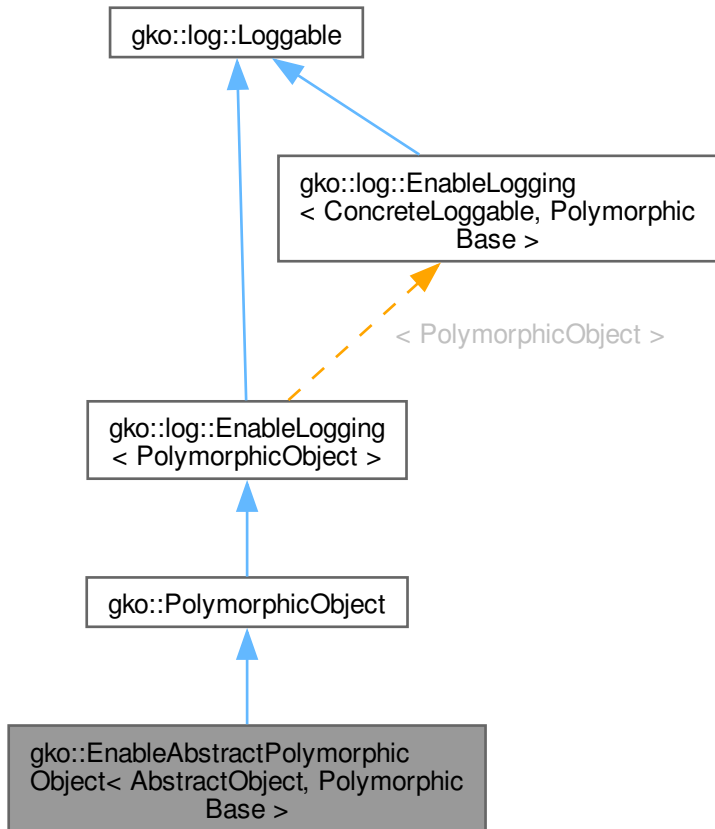 gko::log::Loggable
gko::log::EnableLogging
< ConcreteLoggable, Polymorphic
Base >
< PolymorphicObject >
gko::log::EnableLogging
< PolymorphicObject >
gko::PolymorphicObject
gko::EnableAbstractPolymorphic
Object< AbstractObject, Polymorphic
Base >